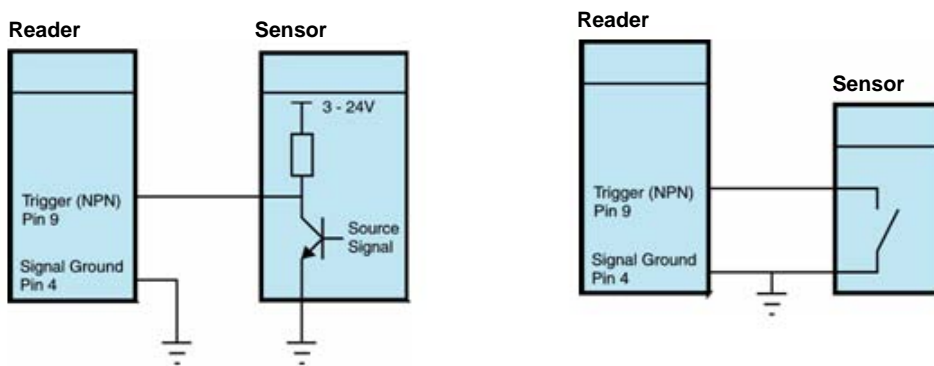 Reader
Sensor
3 - 24V
Trigger (NPN)
Pin 9
Source
Signal
Signal Ground
Pin 4
Reader
Sensor
Trigger (NPN)
Pin 9
Signal Ground
Pin 4